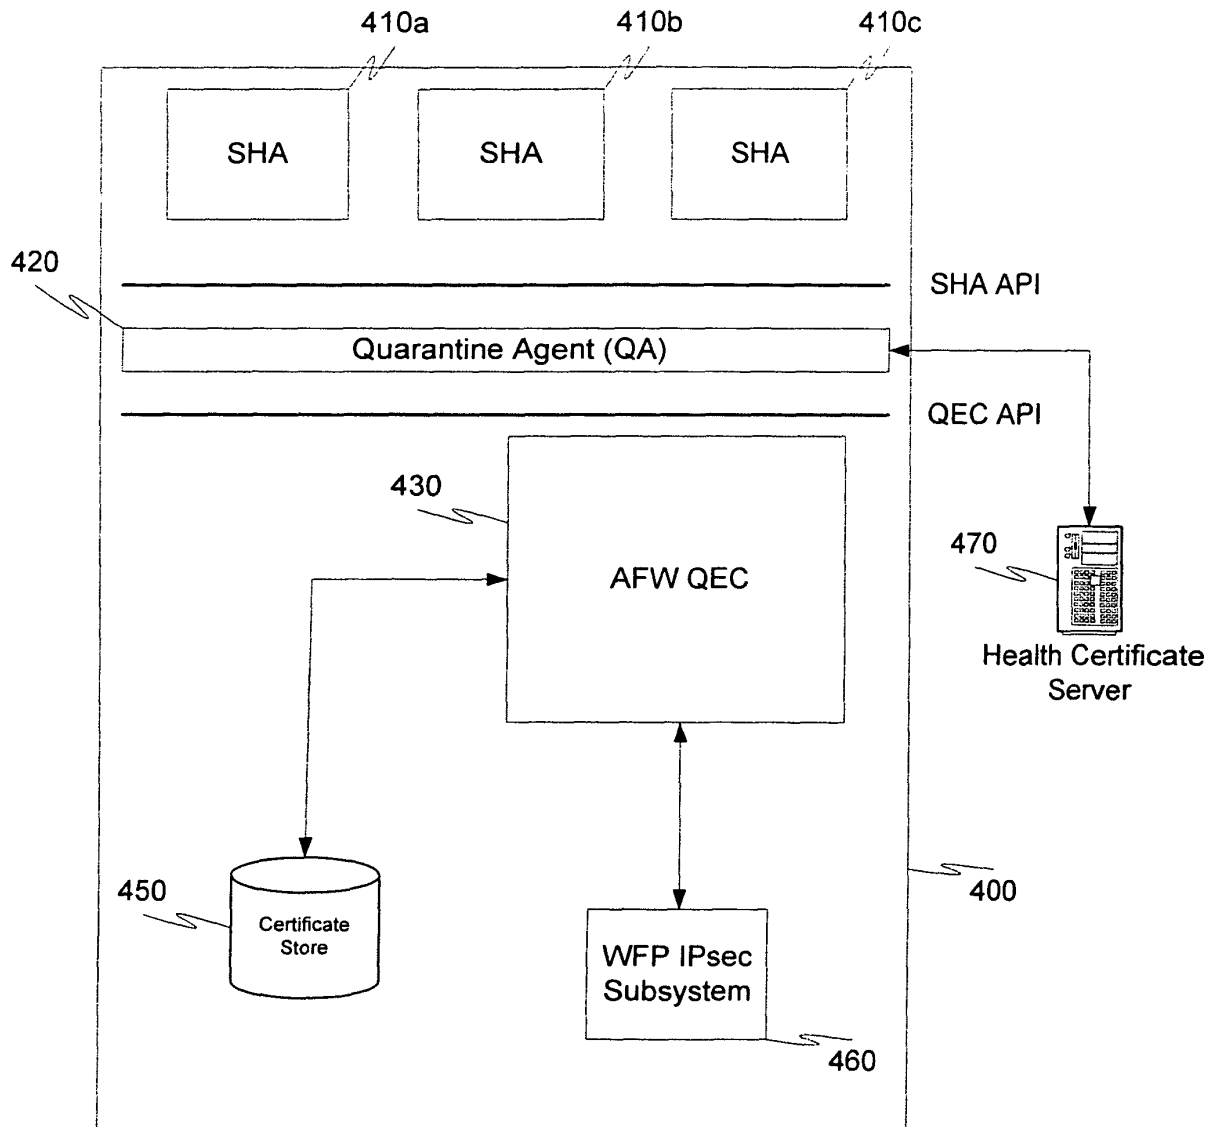 410a
410b
410c
SHA
SHA
SHA
420
SHA API
Quarantine Agent (QA)
QEC API
430
AFW QEC
470
Health Certificate
Server
450
Certificate
Store
400
WFP IPsec
Subsystem
460